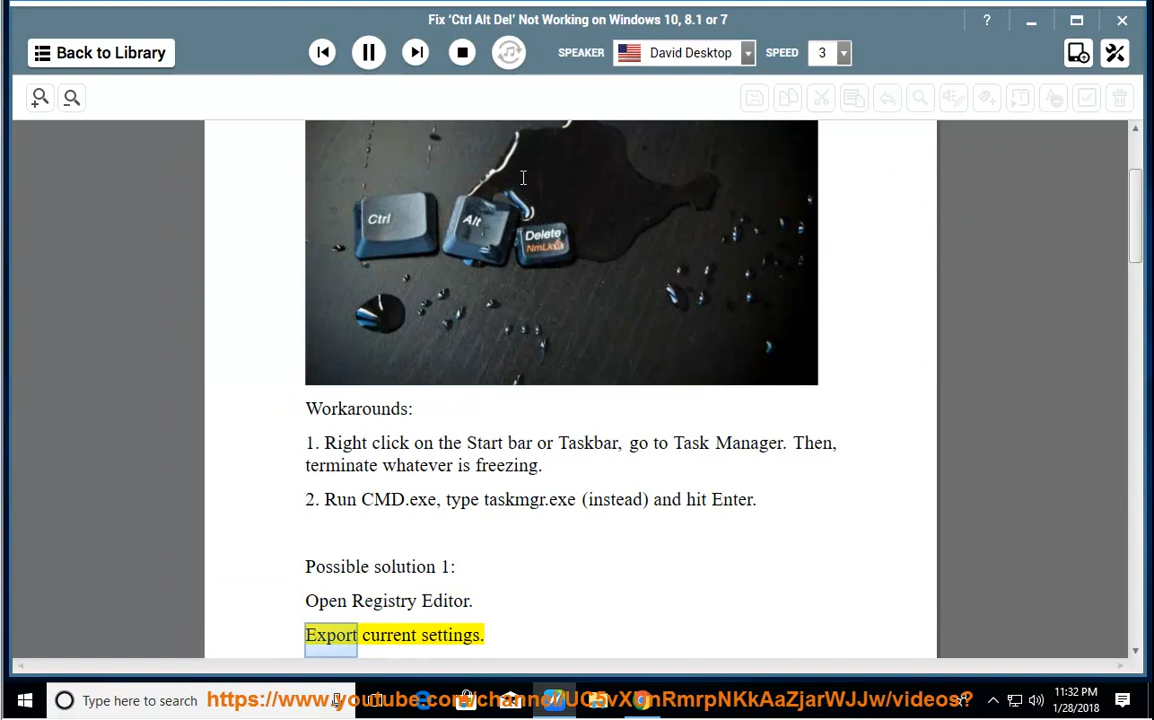 Fix ‘Ctrl Alt Del’ Not Working on Windows 10, 8.1 or 7
?
Back to Library
SPEAKER
David Desktop
SPEED
3
Ctrl
Alt
Delete
NmLk
Workarounds:
1. Right click on the Start bar or Taskbar, go to Task Manager. Then,
terminate whatever is freezing.
2. Run CMD.exe, type taskmgr.exe (instead) and hit Enter.
Possible solution 1:
Open Registry Editor.
Export current settings.
Type here to search
11:32 PM
1/28/2018